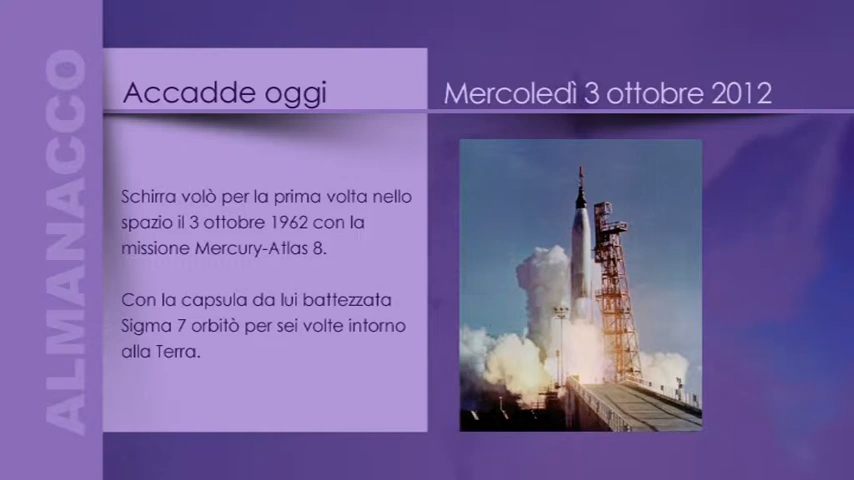 ALMANACCO
Accadde oggi
Mercoledì 3 ottobre 2012
Schirra volò per la prima volta nello
spazio il 3 ottobre 1962 con la
missione Mercury-Atlas 8.
Con la capsula da lui battezzata
Sigma 7 orbitò per sei volte intorno
alla Terra.